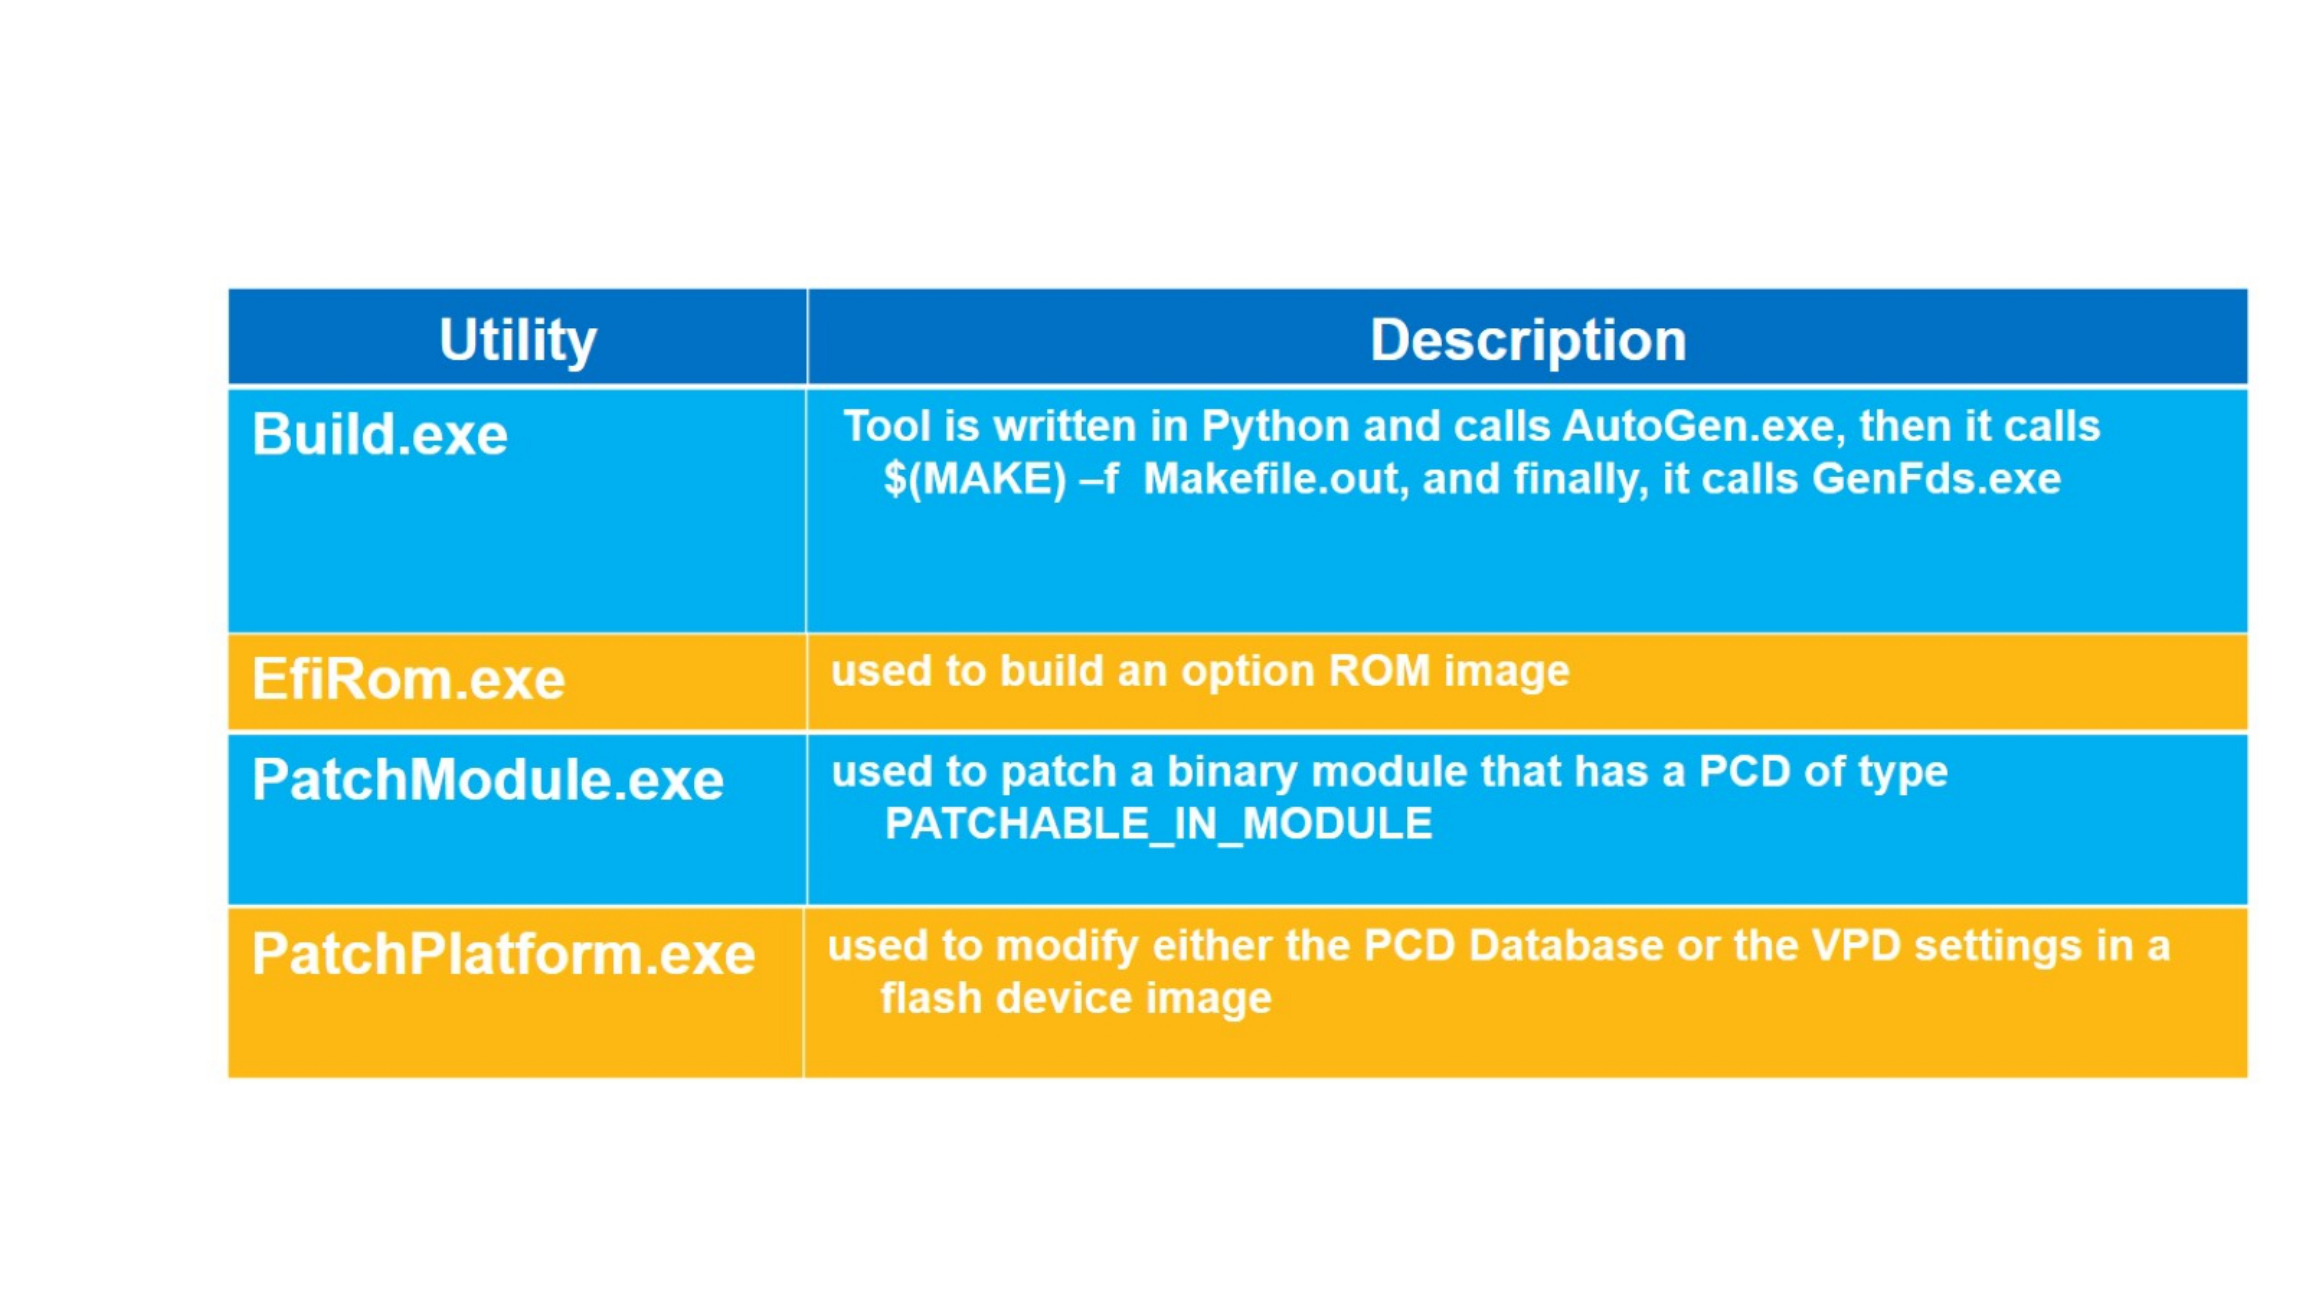 Utility
Description
Build.exe
Tool is written in Python and calls AutoGen.exe, then it calls
$(MAKE) –f  Makefile.out, and finally, it calls GenFds.exe
EfiRom.exe
used to build an option ROM image
PatchModule.exe
used to patch a binary module that has a PCD of type
PATCHABLE_IN_MODULE
PatchPlatform.exe
used to modify either the PCD Database or the VPD settings in a
flash device image